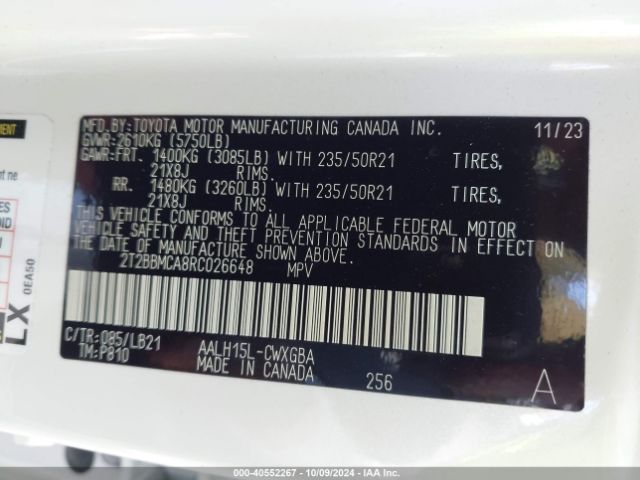 MFD.BY:TOYOTA MOTOR MANUFACTURING CANADA INC. 11/23
GVWR:2610KG (5750LB)
GAWR:FRT. 1400KG (3085LB) WITH 235/50R21 TIRES,
21X8J RIMS.
RR. 1480KG (3260LB) WITH 235/50R21 TIRES,
21X8J RIMS.
THIS VEHICLE CONFORMS TO ALL APPLICABLE FEDERAL MOTOR
VEHICLE SAFETY AND THEFT PREVENTION STANDARDS IN EFFECT ON
THE DATE OF MANUFACTURE SHOWN ABOVE.
2T2BBMCA8RC026648 MPV
C/TR:085/LB21 AALH15L-CWXGBA
TM:P810 MADE IN CANADA 256 A
LX
0EA50
000-40552267 - 10/09/2024 - IAAI.com